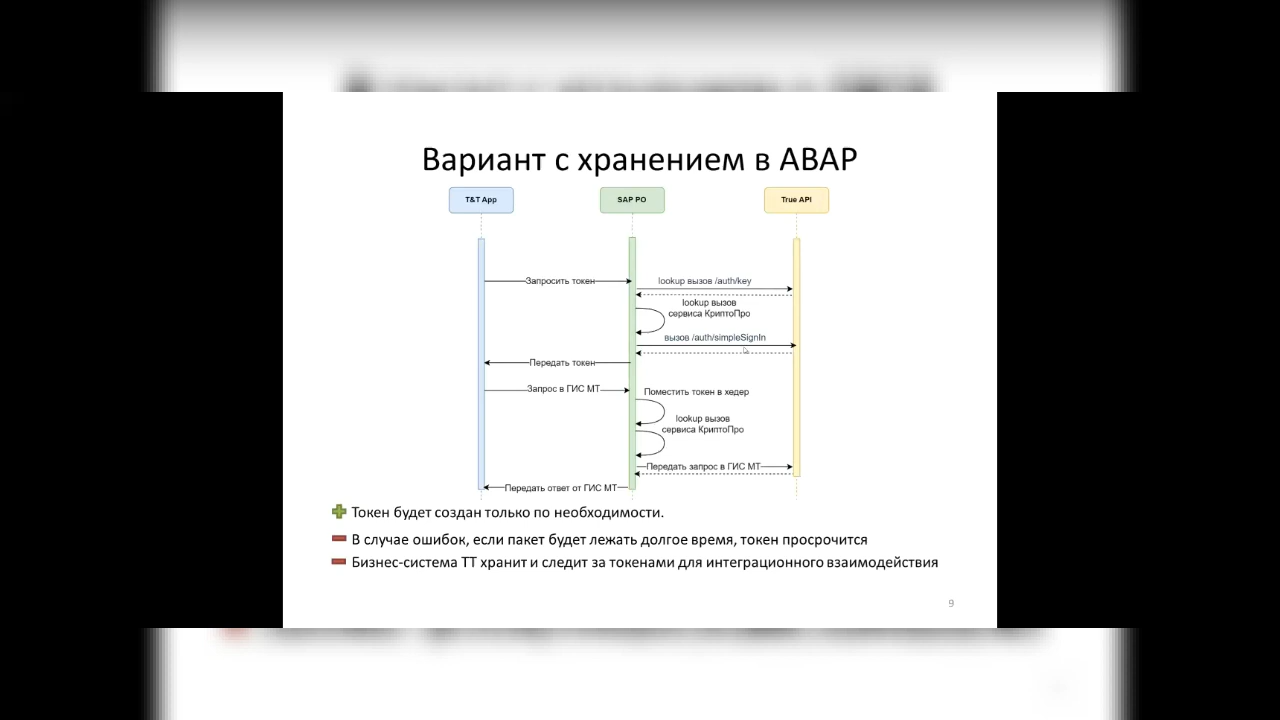 Вариант с хранением в ABAP
T&T App
SAP PO
True API
Запросить токен
lookup вызов /auth/key
lookup вызов
сервиса КриптоПро
вызов /auth/simpleSignIn
Передать токен
Запрос в ГИС МТ
Поместить токен в хедер
lookup вызов
сервиса КриптоПро
Передать запрос в ГИС МТ
Передать ответ от ГИС МТ
Токен будет создан только по необходимости.
В случае ошибок, если пакет будет лежать долгое время, токен просрочится
Бизнес-система ТТ хранит и следит за токенами для интеграционного взаимодействия
9